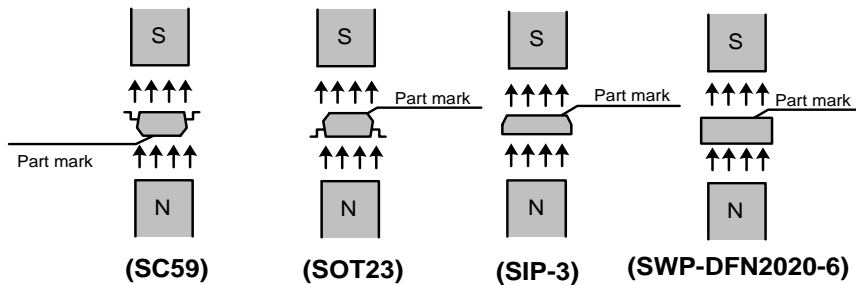 S S S S
Part mark Part mark Part mark
Part mark
N N N N
(SC59) (SOT23) (SIP-3) (SWP-DFN2020-6)